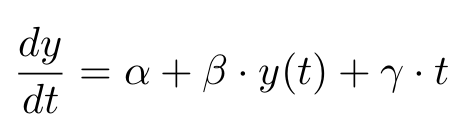 dy/dt = α + β · y(t) + γ · t